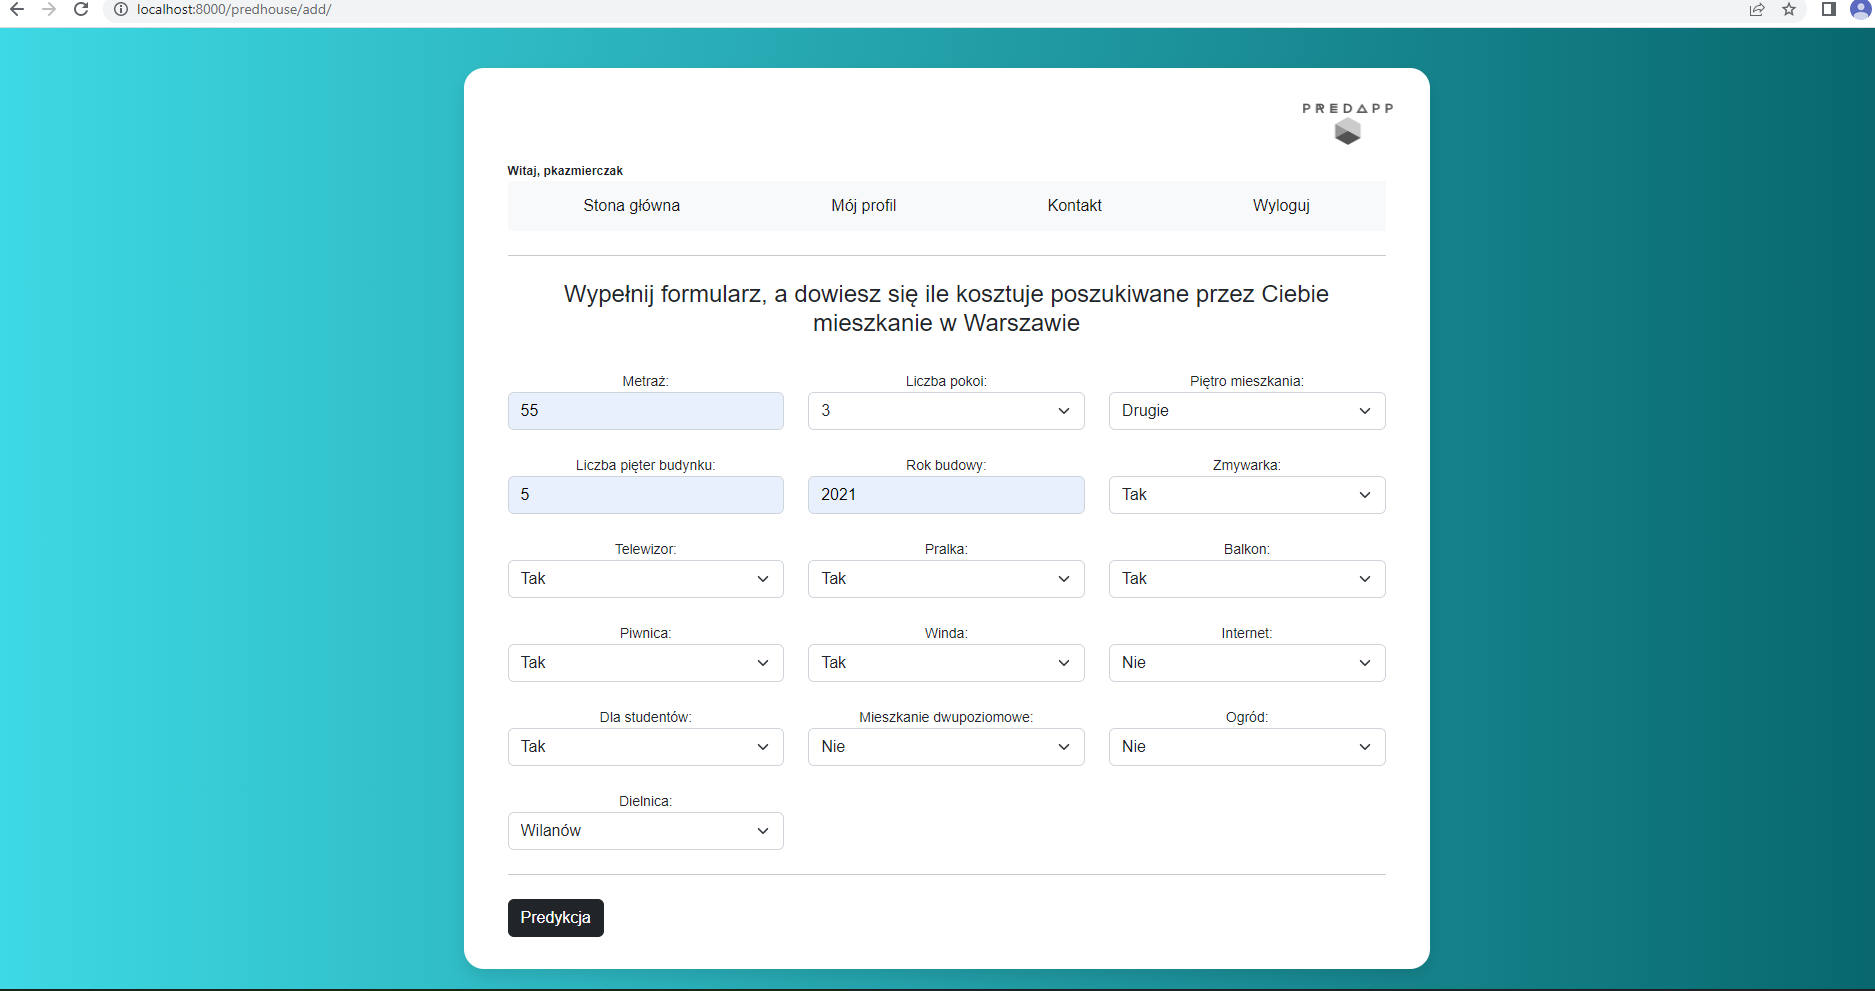 localhost:8000/predhouse/add/
PREDAPP
Witaj, pkazmierczak
Stona główna Mój profil Kontakt Wyloguj
Wypełnij formularz, a dowiesz się ile kosztuje poszukiwane przez Ciebie
mieszkanie w Warszawie
Metraż: Liczba pokoi: Piętro mieszkania:
55 3 Drugie
Liczba pięter budynku: Rok budowy: Zmywarka:
5 2021 Tak
Telewizor: Pralka: Balkon:
Tak Tak Tak
Piwnica: Winda: Internet:
Tak Tak Nie
Dla studentów: Mieszkanie dwupoziomowe: Ogród:
Tak Nie Nie
Dielnica:
Wilanów
Predykcja